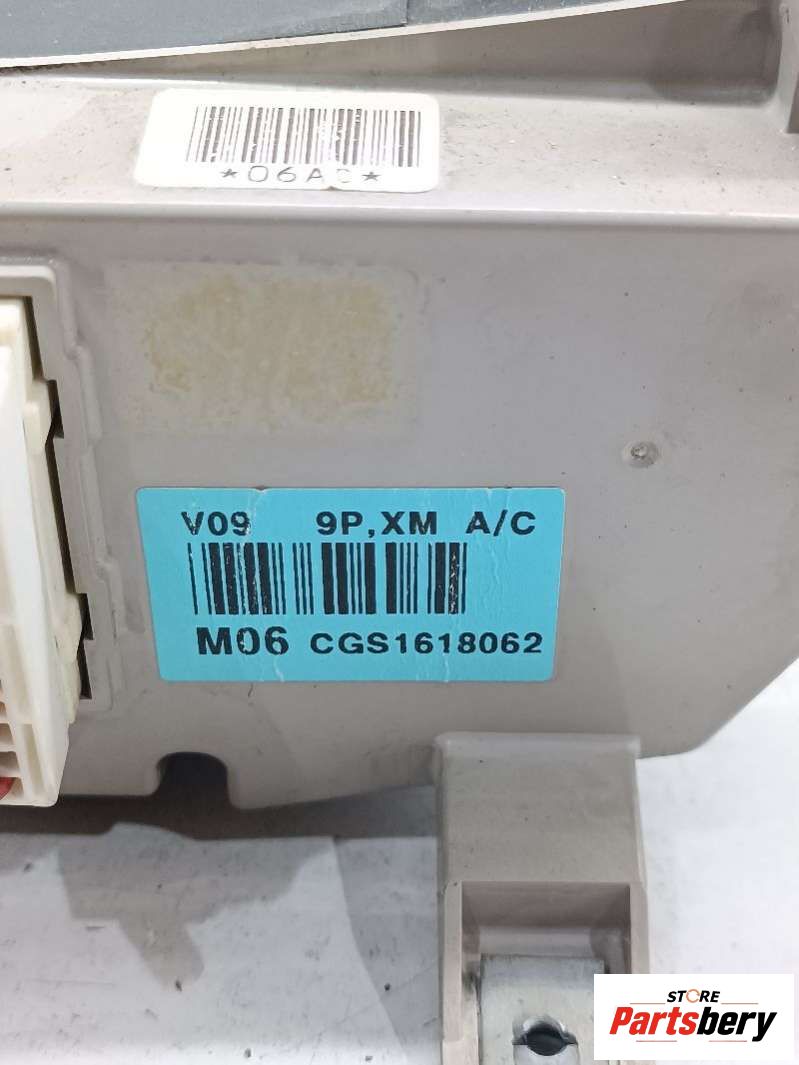 V09 9P,XM A/C
M06 CGS1618062
STORE
Partsbery